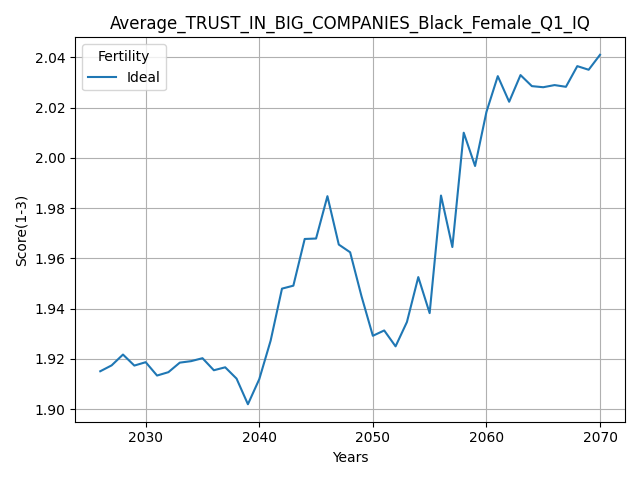 Average_TRUST_IN_BIG_COMPANIES_Black_Female_Q1_IQ
Fertility
Ideal
Score(1-3)
2.04
2.02
2.00
1.98
1.96
1.94
1.92
1.90
2030 2040 2050 2060 2070
Years